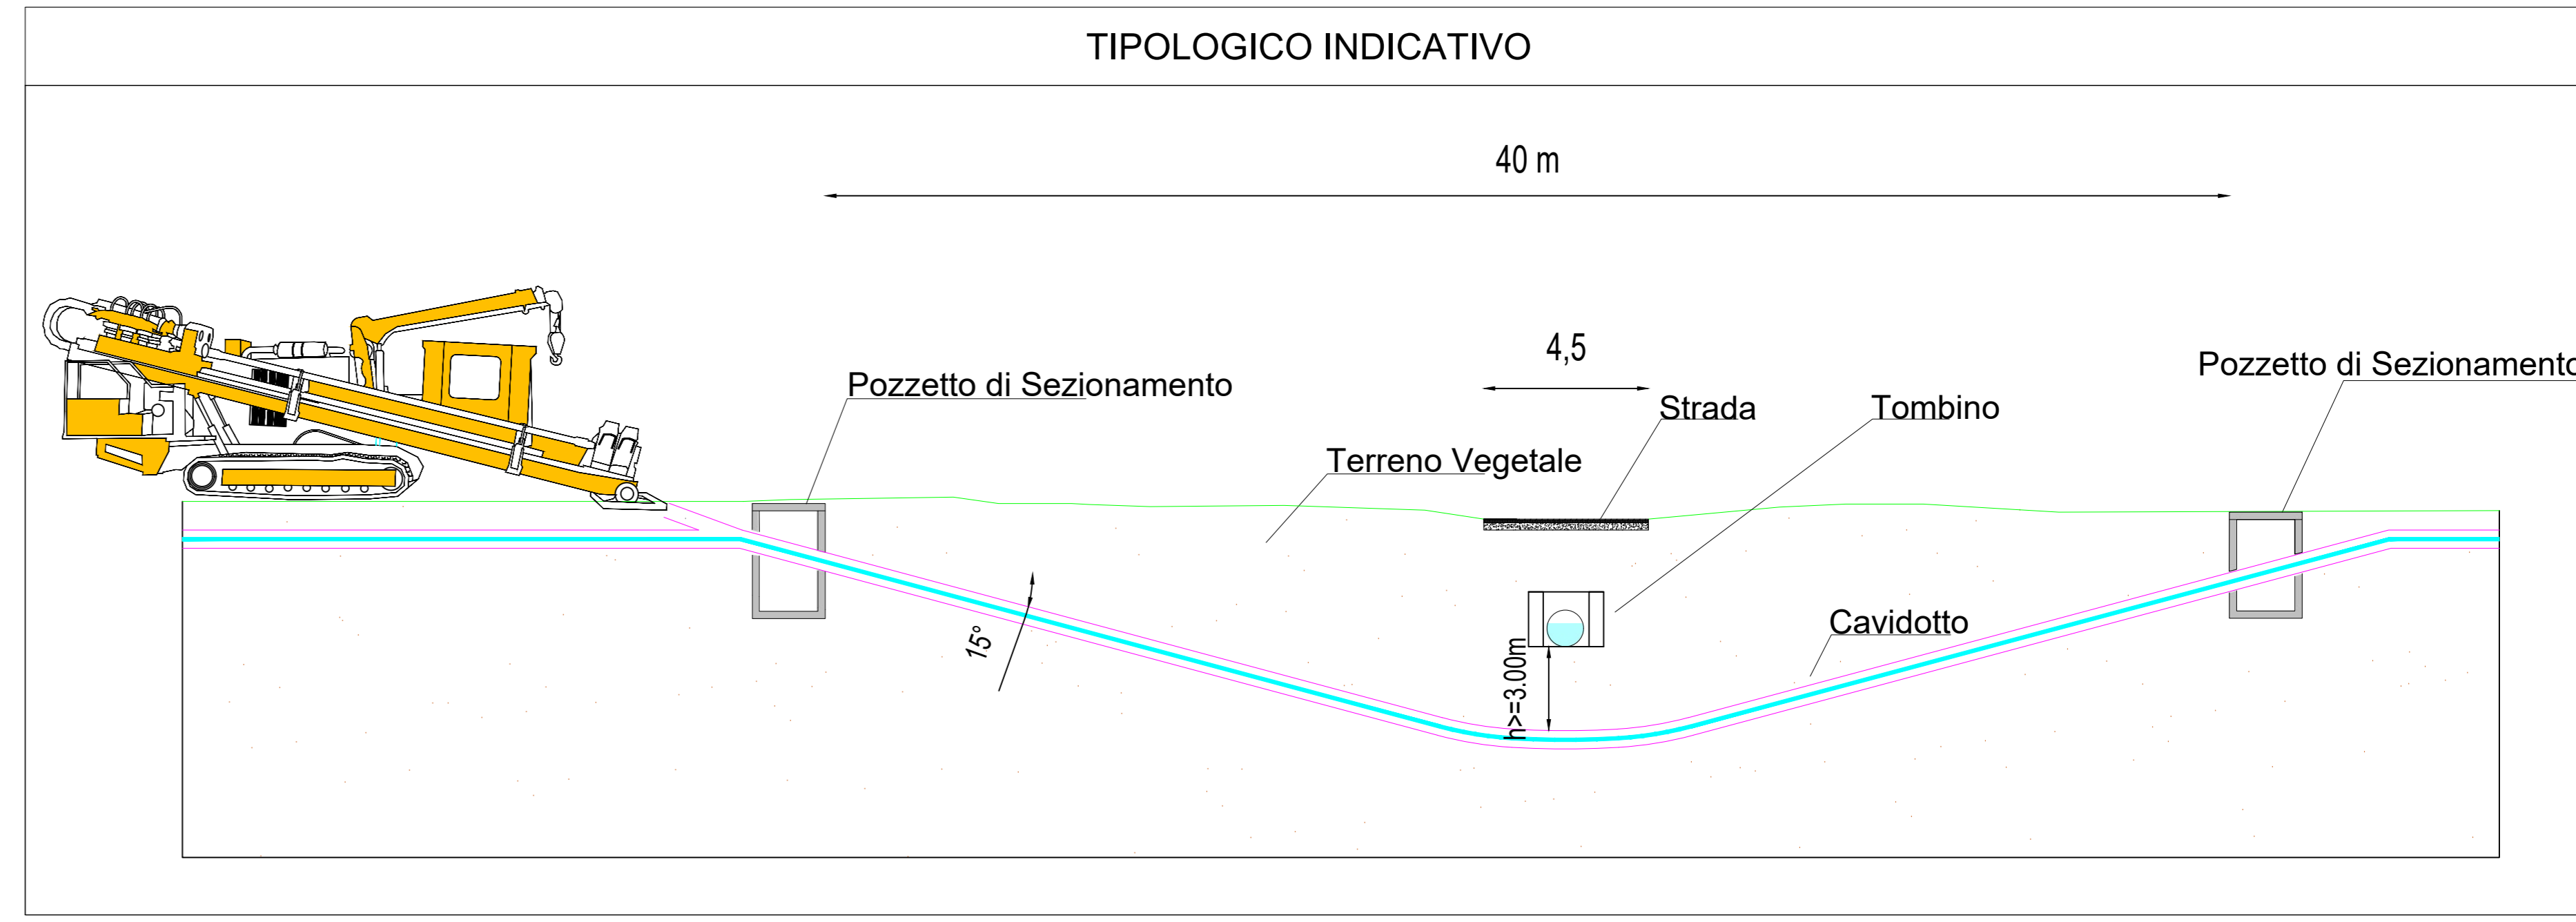 TIPOLOGICO INDICATIVO
40 m
4,5
Pozzetto di Sezionamento
Pozzetto di Sezionamento
Strada
Tombino
Terreno Vegetale
Cavidotto
15°
h>=3.00m